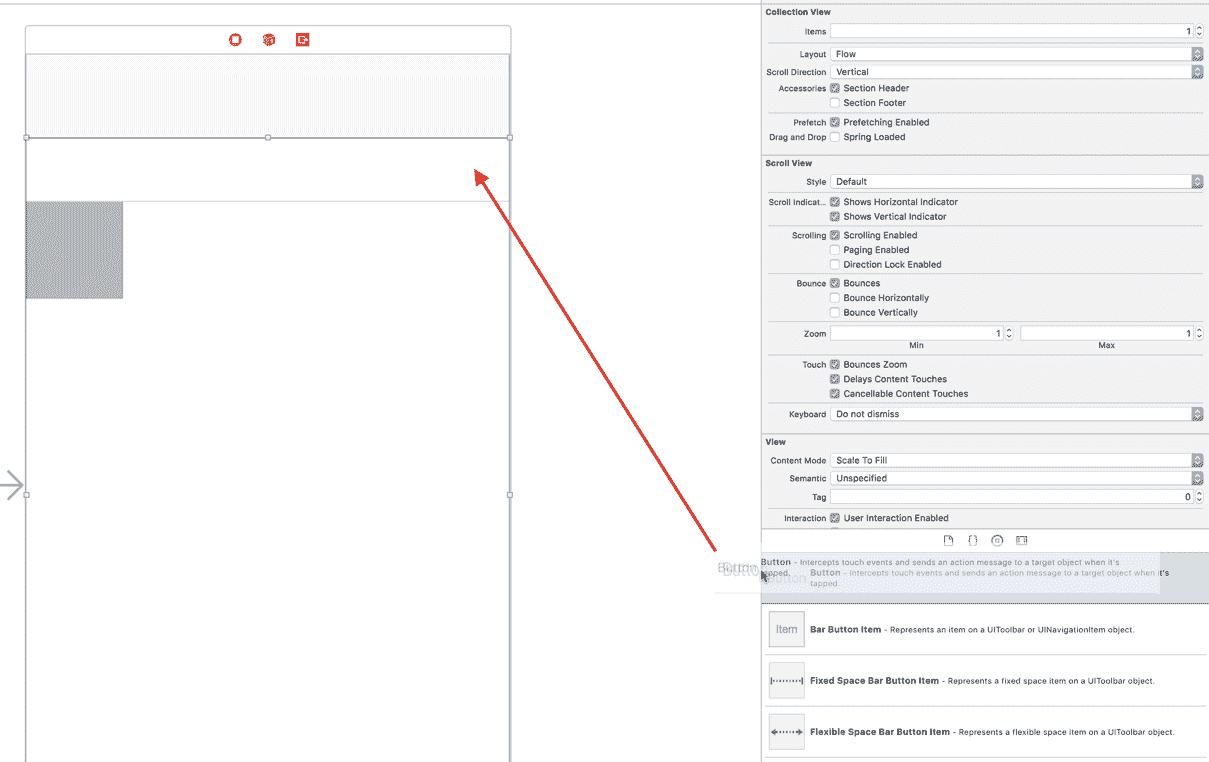 Collection View
Items 1
Layout Flow
Scroll Direction Vertical
Accessories Section Header
Section Footer
Prefetch Prefetching Enabled
Drag and Drop Spring Loaded
Scroll View
Style Default
Scroll Indicat... Shows Horizontal Indicator
Shows Vertical Indicator
Scrolling Scrolling Enabled
Paging Enabled
Direction Lock Enabled
Bounce Bounces
Bounce Horizontally
Bounce Vertically
Zoom 1 1
Min Max
Touch Bounces Zoom
Delays Content Touches
Cancellable Content Touches
Keyboard Do not dismiss
View
Content Mode Scale To Fill
Semantic Unspecified
Tag 0
Interaction User Interaction Enabled
Button Button - Intercepts touch events and sends an action message to a target object when it's
tapped. Button - Intercepts touch events and sends an action message to a target object when it's
tapped.
Item Bar Button Item - Represents an item on a UIToolbar or UINavigationItem object.
Fixed Space Bar Button Item - Represents a fixed space item on a UIToolbar object.
Flexible Space Bar Button Item - Represents a flexible space item on a UIToolbar object.